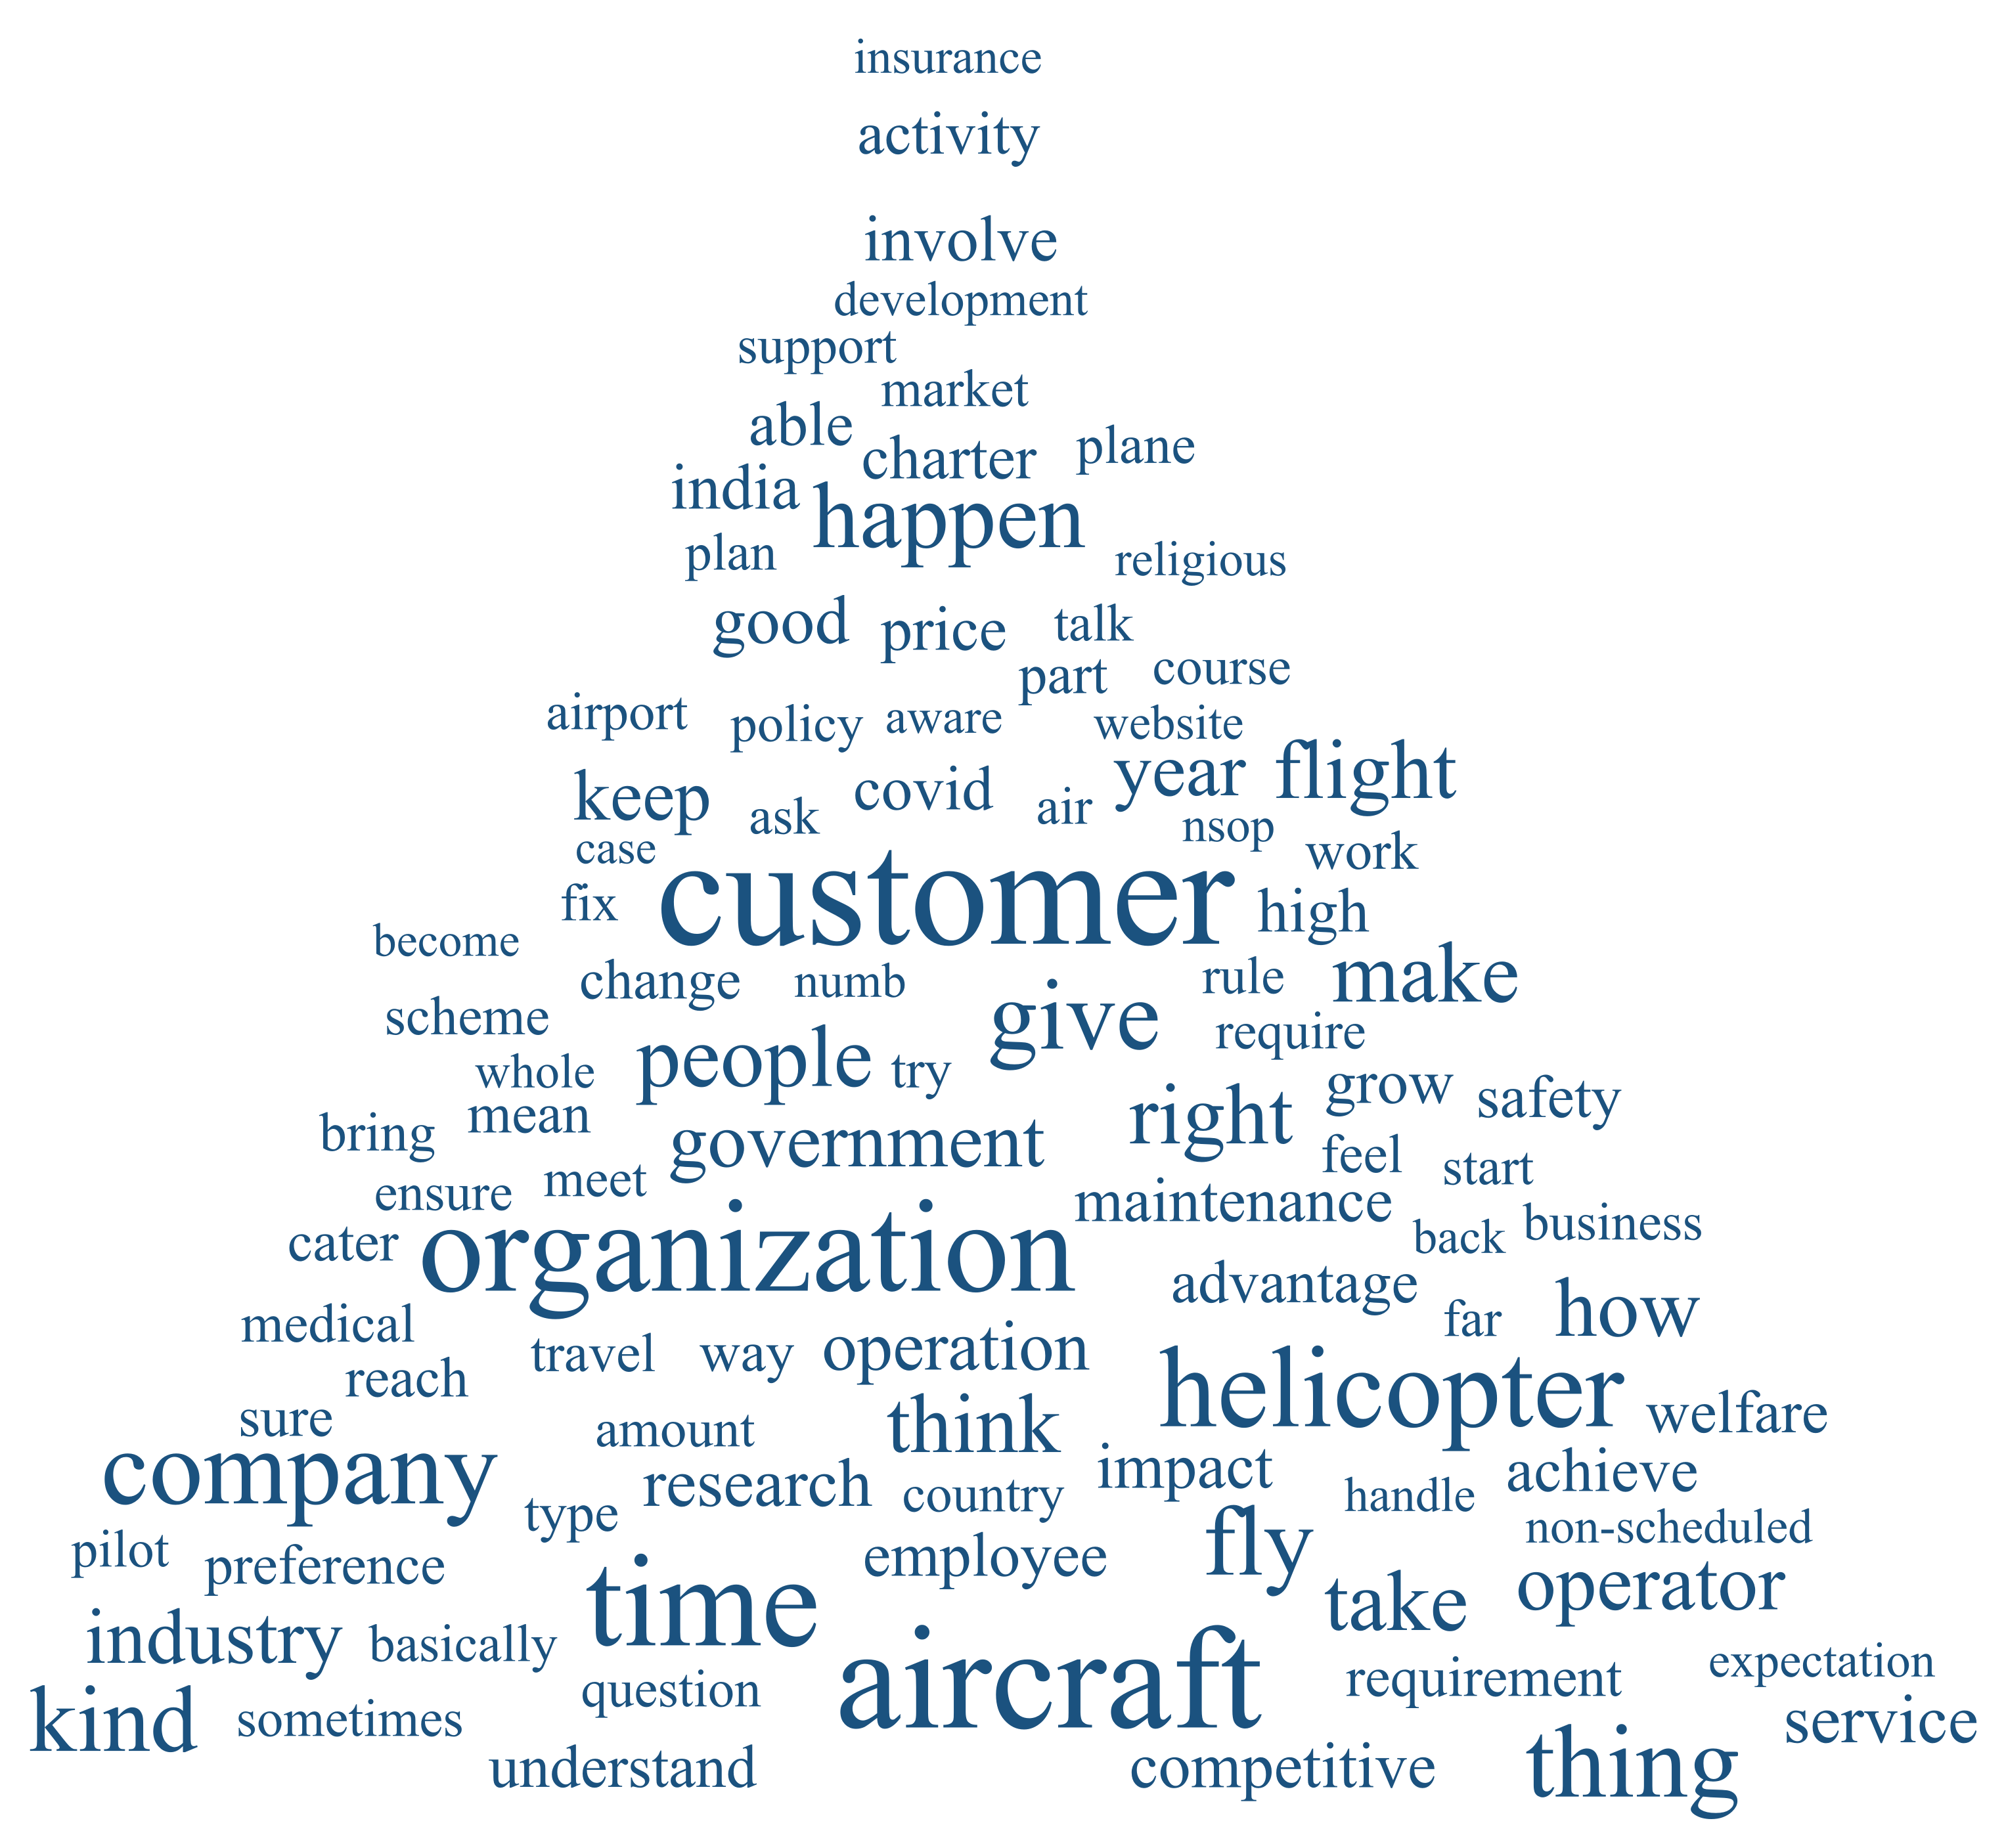 insurance
activity
involve
development
support
market
able
charter
plane
india
happen
plan
religious
good
price
talk
part
course
airport
policy
aware
website
year
flight
keep
ask
covid
air
nsop
case
work
customer
fix
high
become
change
numb
rule
make
scheme
give
require
whole
people
try
grow
safety
bring
mean
government
right
feel
start
ensure
meet
maintenance
cater
organization
back
business
advantage
medical
far
how
travel
way
operation
reach
helicopter
welfare
sure
amount
think
company
research
country
impact
achieve
type
handle
pilot
preference
employee
fly
non-scheduled
time
take
operator
industry
basically
aircraft
question
requirement
expectation
kind
sometimes
service
understand
competitive
thing